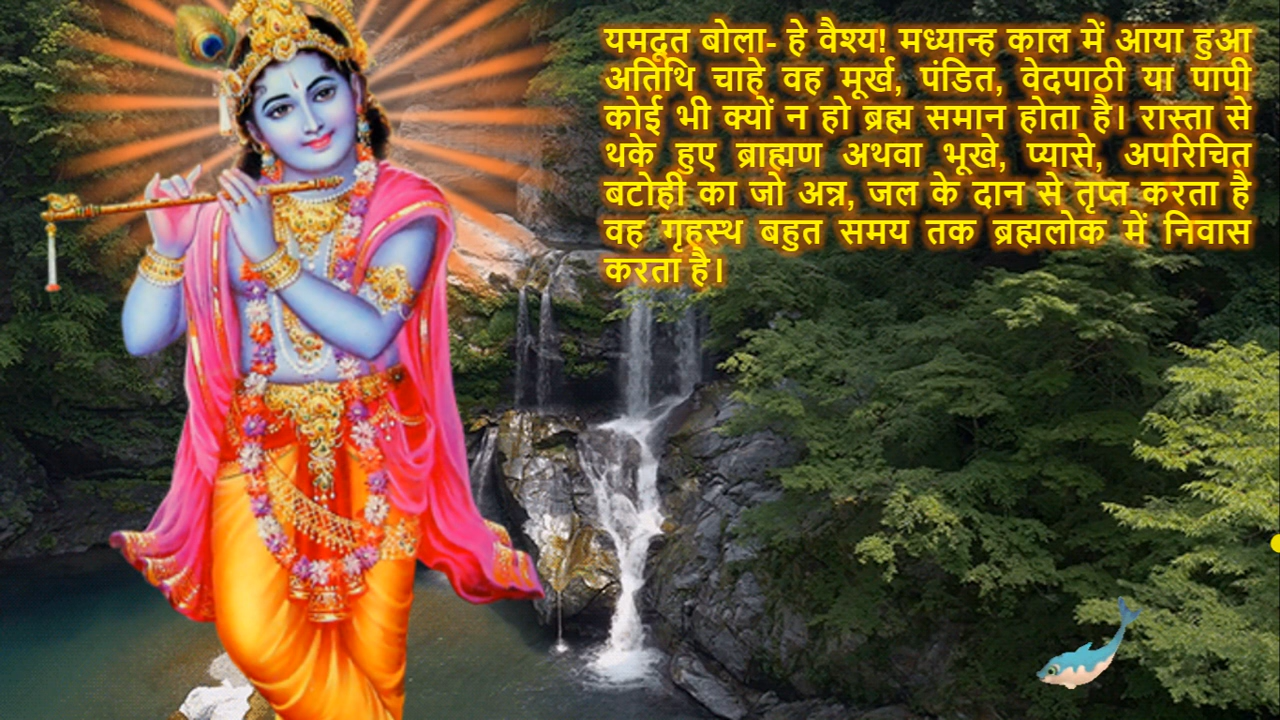 यमदूत बोला- हे वैश्य! मध्यान्ह काल में आया हुआ
अतिथि चाहे वह मूर्ख, पंडित, वेदपाठी या पापी
कोई भी क्यों न हो ब्रह्म समान होता है। रास्ता से
थके हुए ब्राह्मण अथवा भूखे, प्यासे, अपरिचित
बटोही का जो अन्न, जल के दान से तृप्त करता है
वह गृहस्थ बहुत समय तक ब्रह्मलोक में निवास
करता है।